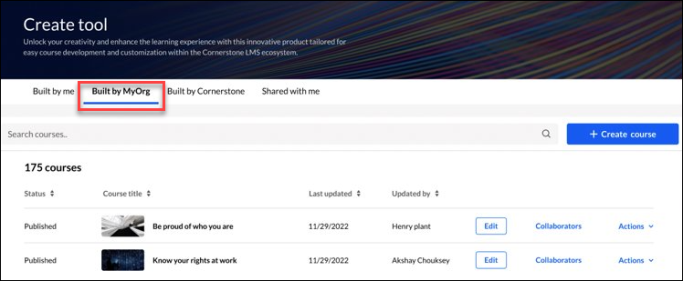 Create tool
Unlock your creativity and enhance the learning experience with this innovative product tailored for
easy course development and customization within the Cornerstone LMS ecosystem.
Built by me Built by MyOrg Built by Cornerstone Shared with me
Search courses.. + Create course
175 courses
Status Course title Last updated Updated by
Published Be proud of who you are 11/29/2022 Henry plant Edit Collaborators Actions
Published Know your rights at work 11/29/2022 Akshay Chouksey Edit Collaborators Actions